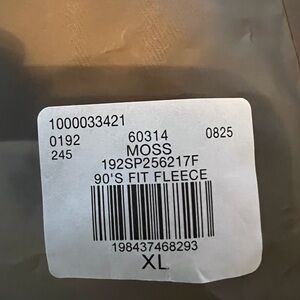 1000033421
0192 60314 0825
245 MOSS
192SP256217F
90'S FIT FLEECE
198437468293
XL